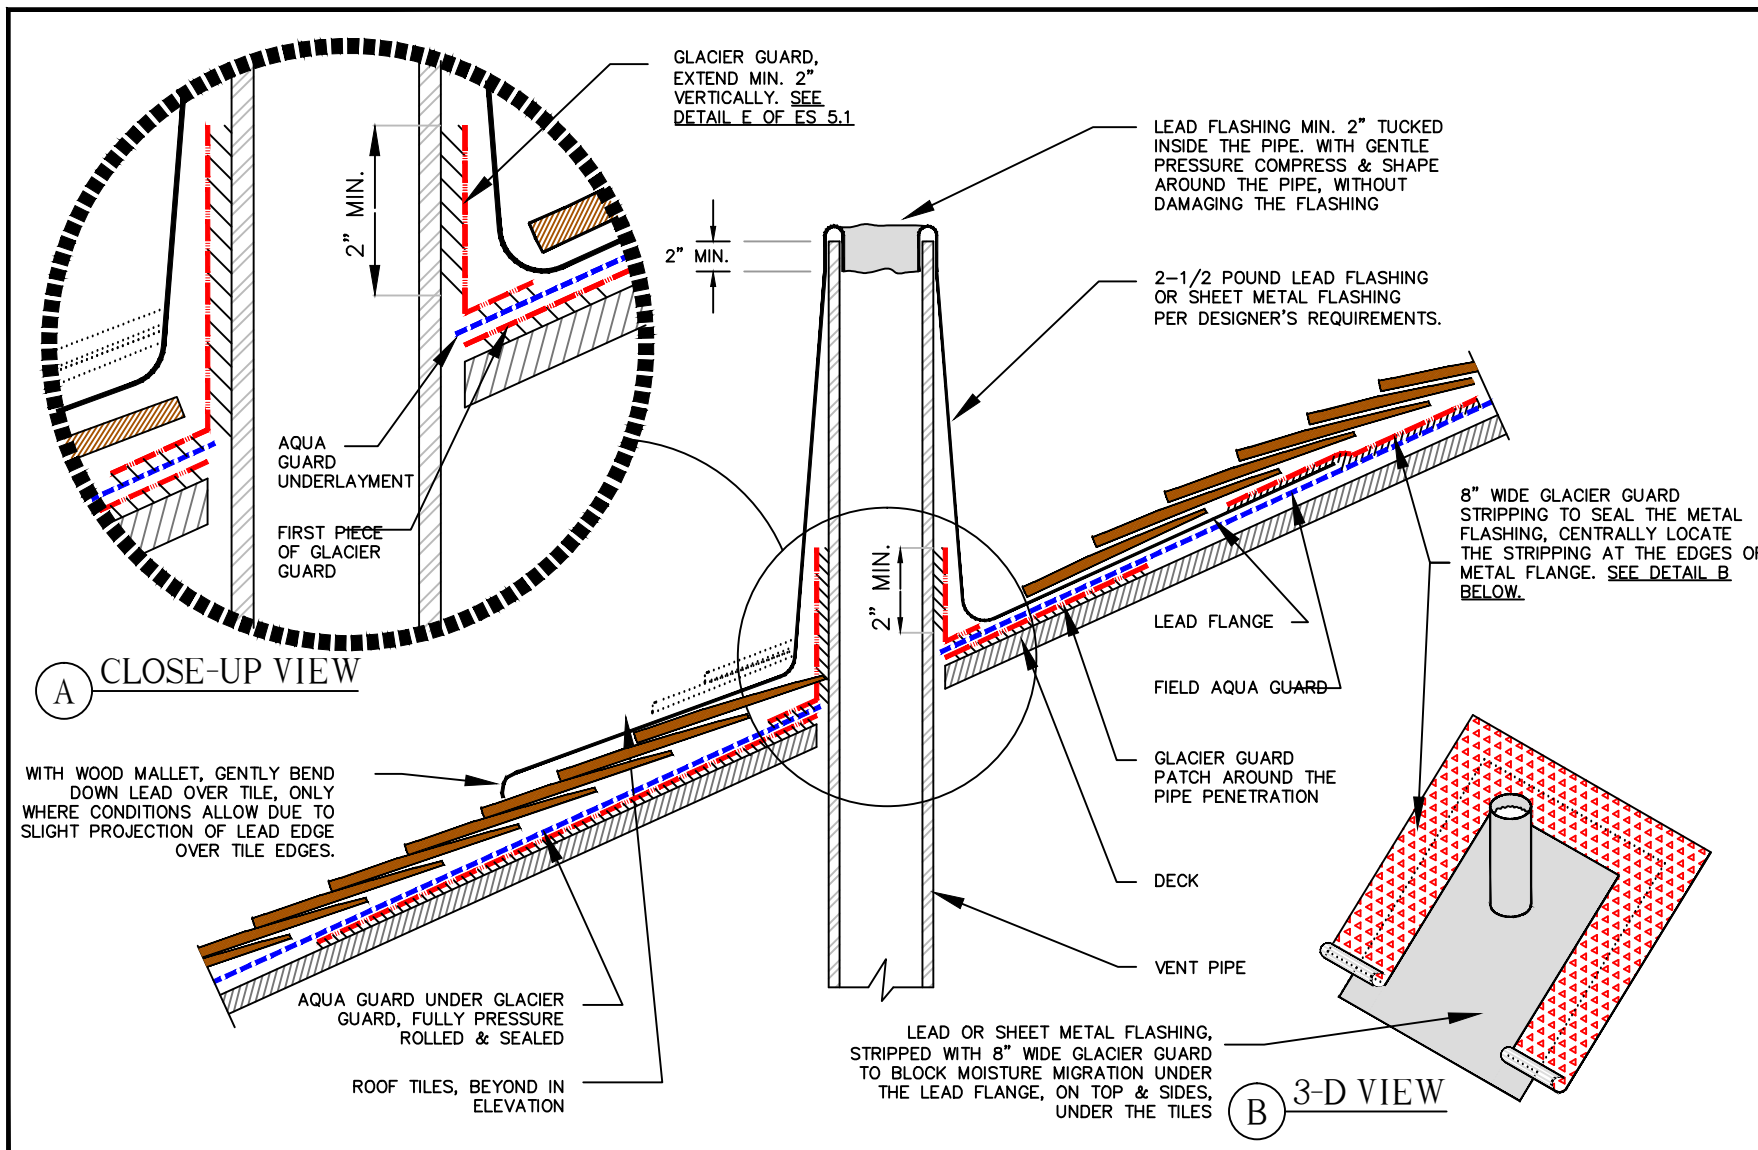 GLACIER GUARD,
EXTEND MIN. 2"
VERTICALLY. SEE
DETAIL E OF ES 5.1
2" MIN.
AQUA
GUARD
UNDERLAYMENT
FIRST PIECE
OF GLACIER
GUARD
A CLOSE-UP VIEW
LEAD FLASHING MIN. 2" TUCKED
INSIDE THE PIPE. WITH GENTLE
PRESSURE COMPRESS & SHAPE
AROUND THE PIPE, WITHOUT
DAMAGING THE FLASHING
2" MIN.
2-1/2 POUND LEAD FLASHING
OR SHEET METAL FLASHING
PER DESIGNER'S REQUIREMENTS.
8" WIDE GLACIER GUARD
STRIPPING TO SEAL THE METAL
FLASHING, CENTRALLY LOCATE
THE STRIPPING AT THE EDGES OF
METAL FLANGE. SEE DETAIL B
BELOW.
2" MIN.
LEAD FLANGE
FIELD AQUA GUARD
GLACIER GUARD
PATCH AROUND THE
PIPE PENETRATION
DECK
VENT PIPE
WITH WOOD MALLET, GENTLY BEND
DOWN LEAD OVER TILE, ONLY
WHERE CONDITIONS ALLOW DUE TO
SLIGHT PROJECTION OF LEAD EDGE
OVER TILE EDGES.
AQUA GUARD UNDER GLACIER
GUARD, FULLY PRESSURE
ROLLED & SEALED
ROOF TILES, BEYOND IN
ELEVATION
LEAD OR SHEET METAL FLASHING,
STRIPPED WITH 8" WIDE GLACIER GUARD
TO BLOCK MOISTURE MIGRATION UNDER
THE LEAD FLANGE, ON TOP & SIDES,
UNDER THE TILES
B 3-D VIEW